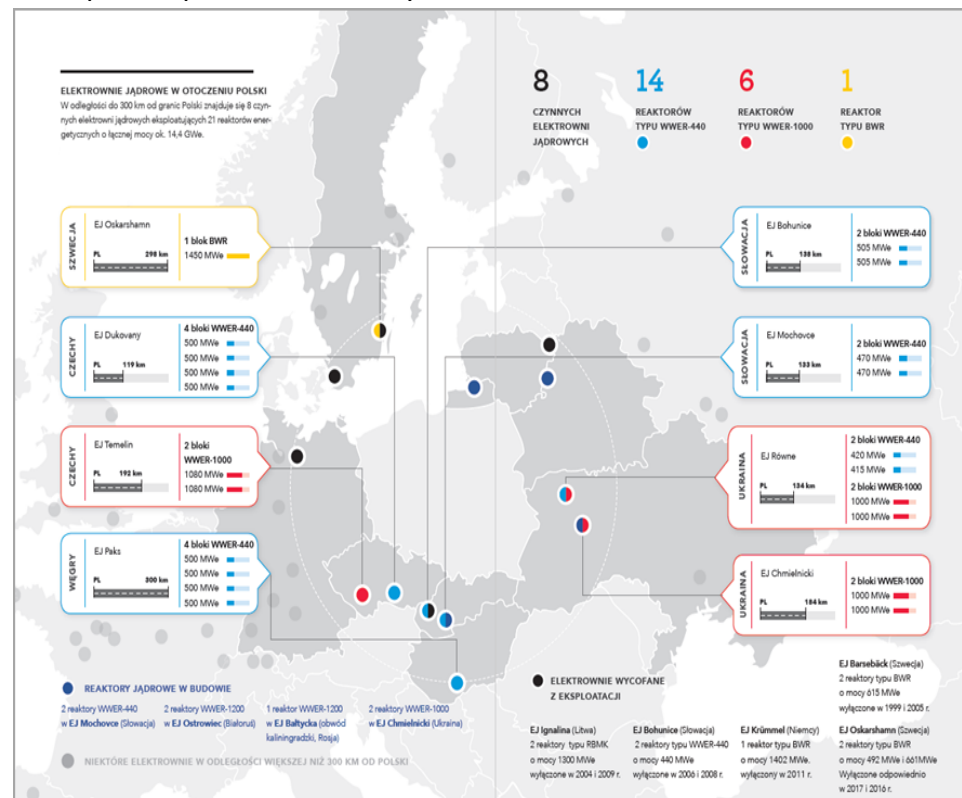 ELEKTROWNIE JĄDROWE W OTOCZENIU POLSKI
W odległości do 300 km od granic Polski znajduje się 8 czyn-
nych elektrowni jądrowych eksploatujących 21 reaktorów ener-
getycznych o łącznej mocy ok. 14,4 GWe.
8
CZYNNYCH
ELEKTROWNI
JĄDROWYCH
14
REAKTORÓW
TYPU WWER-440
6
REAKTORÓW
TYPU WWER-1000
1
REAKTOR
TYPU BWR
SZWECJA
EJ Oskarshamn
PL 298 km
1 blok BWR
1450 MWe
CZECHY
EJ Dukovany
PL 119 km
4 bloki WWER-440
500 MWe
500 MWe
500 MWe
500 MWe
CZECHY
EJ Temelin
PL 192 km
2 bloki
WWER-1000
1080 MWe
1080 MWe
WĘGRY
EJ Paks
PL 300 km
4 bloki WWER-440
500 MWe
500 MWe
500 MWe
500 MWe
SŁOWACJA
EJ Bohunice
PL 138 km
2 bloki WWER-440
505 MWe
505 MWe
SŁOWACJA
EJ Mochovce
PL 133 km
2 bloki WWER-440
470 MWe
470 MWe
UKRAINA
EJ Równe
PL 134 km
2 bloki WWER-440
420 MWe
415 MWe
2 bloki WWER-1000
1000 MWe
1000 MWe
UKRAINA
EJ Chmielnicki
PL 184 km
2 bloki WWER-1000
1000 MWe
1000 MWe
REAKTORY JĄDROWE W BUDOWIE
2 reaktory WWER-440
w EJ Mochovce (Słowacja)
2 reaktory WWER-1200
w EJ Ostrowiec (Białoruś)
1 reaktor WWER-1200
w EJ Bałtycka (obwód
kaliningradzki, Rosja)
2 reaktory WWER-1000
w EJ Chmielnicki (Ukraina)
NIEKTÓRE ELEKTROWNIE W ODLEGŁOŚCI WIĘKSZEJ NIŻ 300 KM OD POLSKI
ELEKTROWNIE WYCOFANE
Z EKSPLOATACJI
EJ Ignalina (Litwa)
2 reaktory typu RBMK
o mocy 1300 MWe
wyłączone w 2004 i 2009 r.
EJ Bohunice (Słowacja)
2 reaktory typu WWER-440
o mocy 440 MWe
wyłączone w 2006 i 2008 r.
EJ Krümmel (Niemcy)
1 reaktor typu BWR
o mocy 1402 MWe,
wyłączony w 2011 r.
EJ Barsebäck (Szwecja)
2 reaktory typu BWR
o mocy 615 MWe
wyłączone w 1999 i 2005 r.
EJ Oskarshamn (Szwecja)
2 reaktory typu BWR
o mocy 492 MWe i 661MWe
Wyłączone odpowiednio
w 2017 i 2016 r.